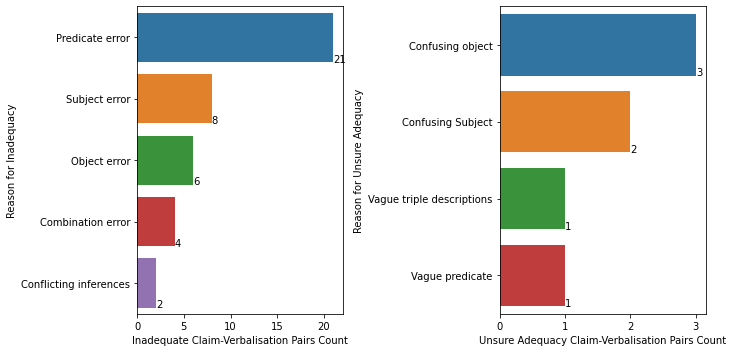 Reason for Inadequacy
Predicate error
21
Subject error
8
Object error
6
Combination error
4
Conflicting inferences
2
0 5 10 15 20
Inadequate Claim-Verbalisation Pairs Count
Reason for Unsure Adequacy
Confusing object
3
Confusing Subject
2
Vague triple descriptions
1
Vague predicate
1
0 1 2 3
Unsure Adequacy Claim-Verbalisation Pairs Count